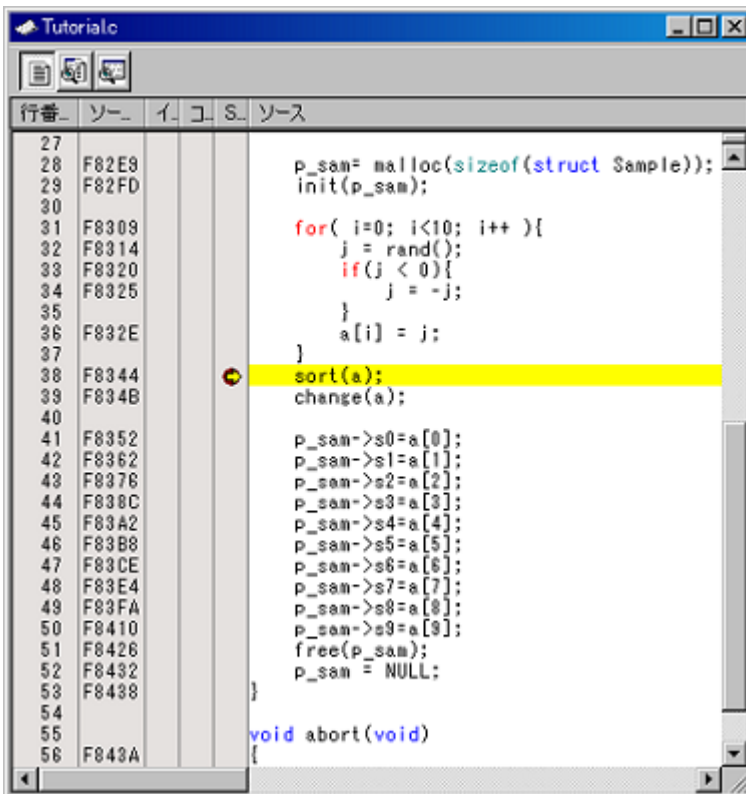 Tutorial.c
行番_ ソー_ イ_ コ_ S_ ソース
27
28 F82E9 p_sam= malloc(sizeof(struct Sample));
29 F82FD init(p_sam);
30
31 F8309 for( i=0; i<10; i++ ){
32 F8314 j = rand();
33 F8320 if(j < 0){
34 F8325 j = -j;
35 }
36 F832E a[i] = j;
37 }
38 F8344 sort(a);
39 F834B change(a);
40
41 F8352 p_sam->s0=a[0];
42 F8362 p_sam->s1=a[1];
43 F8376 p_sam->s2=a[2];
44 F838C p_sam->s3=a[3];
45 F83A2 p_sam->s4=a[4];
46 F83B8 p_sam->s5=a[5];
47 F83CE p_sam->s6=a[6];
48 F83E4 p_sam->s7=a[7];
49 F83FA p_sam->s8=a[8];
50 F8410 p_sam->s9=a[9];
51 F8426 free(p_sam);
52 F8432 p_sam = NULL;
53 F8438 }
54
55 void abort(void)
56 F843A {